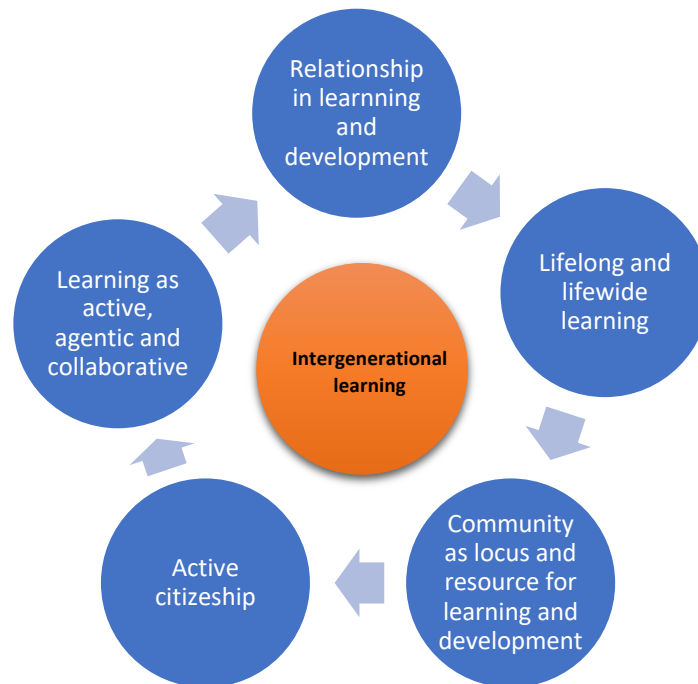 Relationship
in learnning
and
development
Lifelong and
lifewide
learning
Community
as locus and
resource for
learning and
development
Active
citizeship
Learning as
active,
agentic and
collaborative
Intergenerational
learning